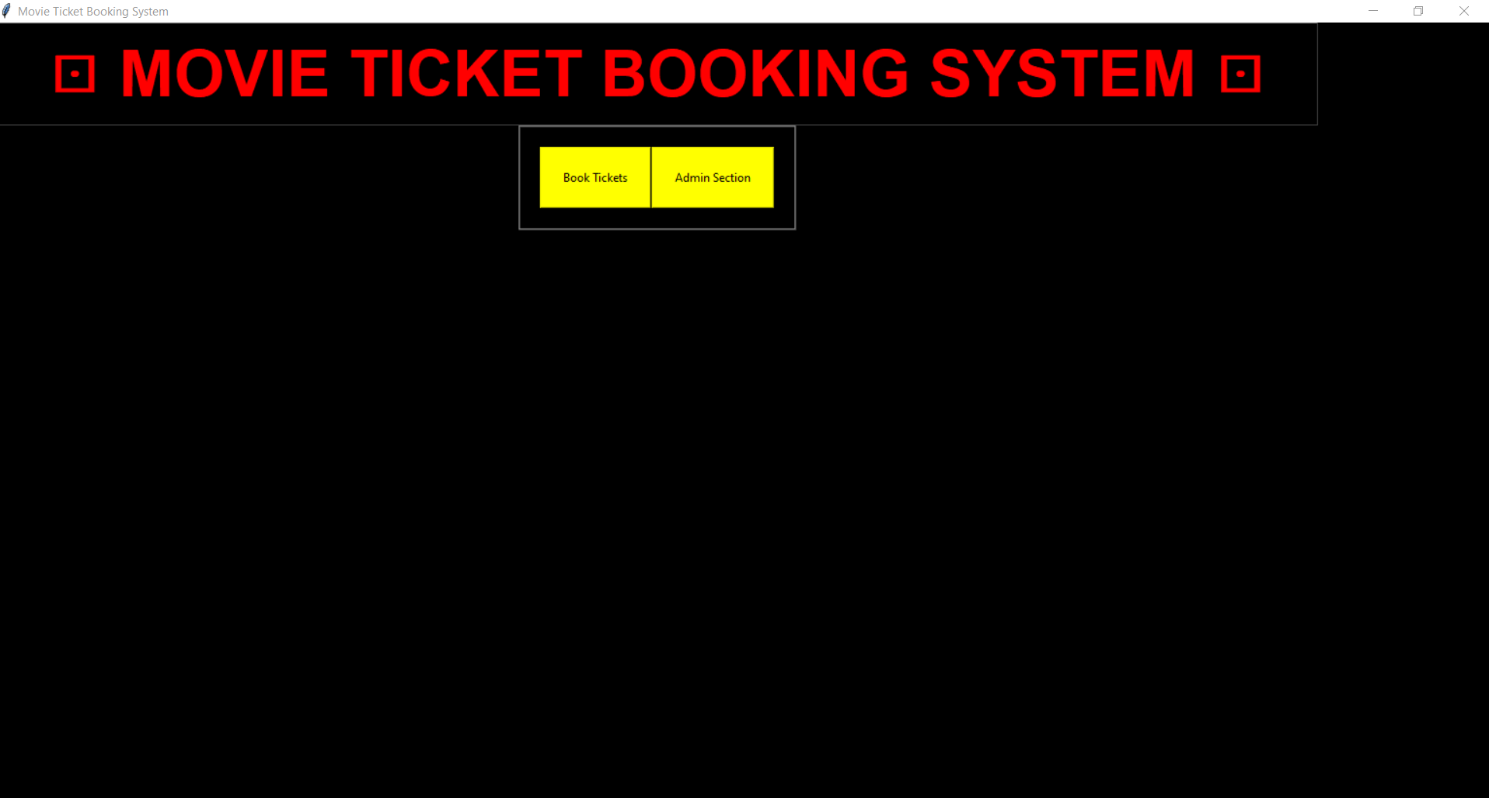 Movie Ticket Booking System
⚀ MOVIE TICKET BOOKING SYSTEM ⚀
Book Tickets
Admin Section